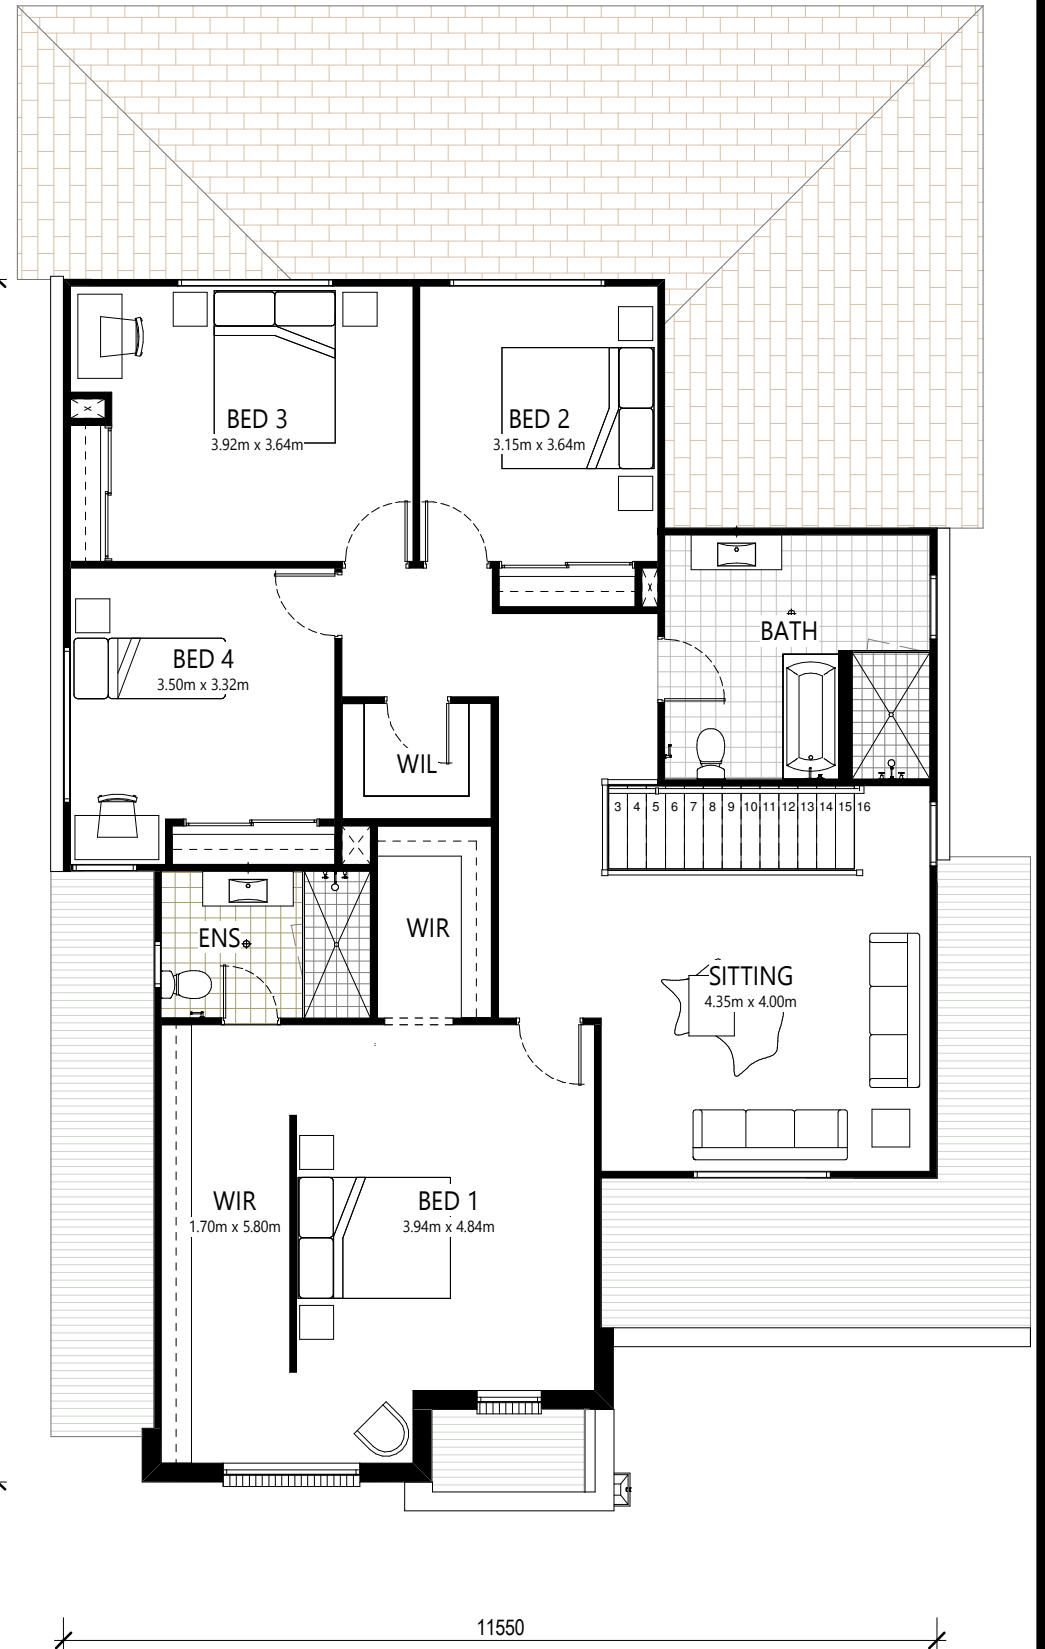 BED 3
3.92m x 3.64m
BED 2
3.15m x 3.64m
BATH
BED 4
3.50m x 3.32m
WIL
3 4 5 6 7 8 9 10 11 12 13 14 15 16
ENS
WIR
SITTING
4.35m x 4.00m
WIR
1.70m x 5.80m
BED 1
3.94m x 4.84m
11550